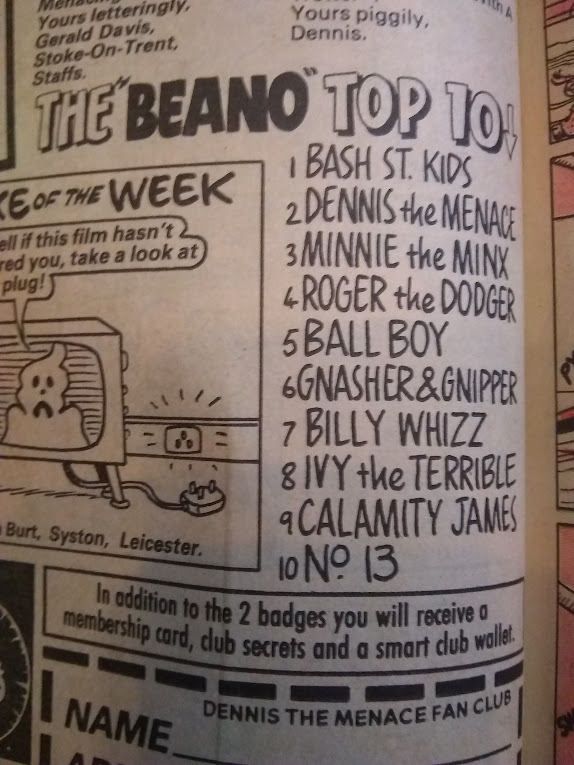 Yours letteringly,
Gerald Davis,
Stoke-On-Trent,
Staffs.
Yours piggily,
Dennis.
THE "BEANO" TOP 10
1 BASH ST. KIDS
2 DENNIS the MENACE
3 MINNIE the MINX
4 ROGER the DODGER
5 BALL BOY
6 GNASHER & GNIPPER
7 BILLY WHIZZ
8 IVY the TERRIBLE
9 CALAMITY JAMES
10 Nº 13
OF THE WEEK
if this film hasn't
you, take a look at
plug!
Burt, Syston, Leicester.
In addition to the 2 badges you will receive a
membership card, club secrets and a smart club wallet.
DENNIS THE MENACE FAN CLUB
NAME